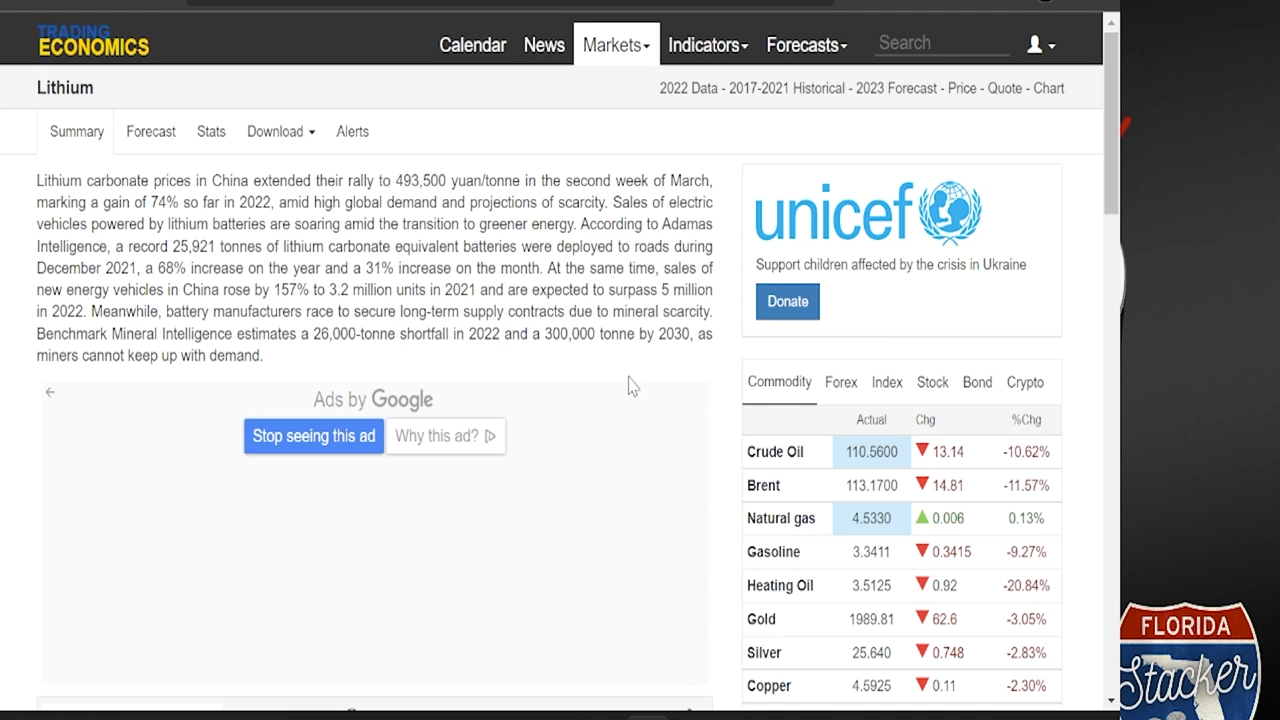 TRADING
ECONOMICS
Calendar News Markets Indicators Forecasts Search
Lithium
2022 Data - 2017-2021 Historical - 2023 Forecast - Price - Quote - Chart
Summary Forecast Stats Download Alerts
Lithium carbonate prices in China extended their rally to 493,500 yuan/tonne in the second week of March,
marking a gain of 74% so far in 2022, amid high global demand and projections of scarcity. Sales of electric
vehicles powered by lithium batteries are soaring amid the transition to greener energy. According to Adamas
Intelligence, a record 25,921 tonnes of lithium carbonate equivalent batteries were deployed to roads during
December 2021, a 68% increase on the year and a 31% increase on the month. At the same time, sales of
new energy vehicles in China rose by 157% to 3.2 million units in 2021 and are expected to surpass 5 million
in 2022. Meanwhile, battery manufacturers race to secure long-term supply contracts due to mineral scarcity.
Benchmark Mineral Intelligence estimates a 26,000-tonne shortfall in 2022 and a 300,000 tonne by 2030, as
miners cannot keep up with demand.
Ads by Google
Stop seeing this ad Why this ad?
unicef
Support children affected by the crisis in Ukraine
Donate
Commodity Forex Index Stock Bond Crypto
Actual Chg %Chg
Crude Oil 110.5600 13.14 -10.62%
Brent 113.1700 14.81 -11.57%
Natural gas 4.5330 0.006 0.13%
Gasoline 3.3411 0.3415 -9.27%
Heating Oil 3.5125 0.92 -20.84%
Gold 1989.81 62.6 -3.05%
Silver 25.640 0.748 -2.83%
Copper 4.5925 0.11 -2.30%
FLORIDA
Stacker